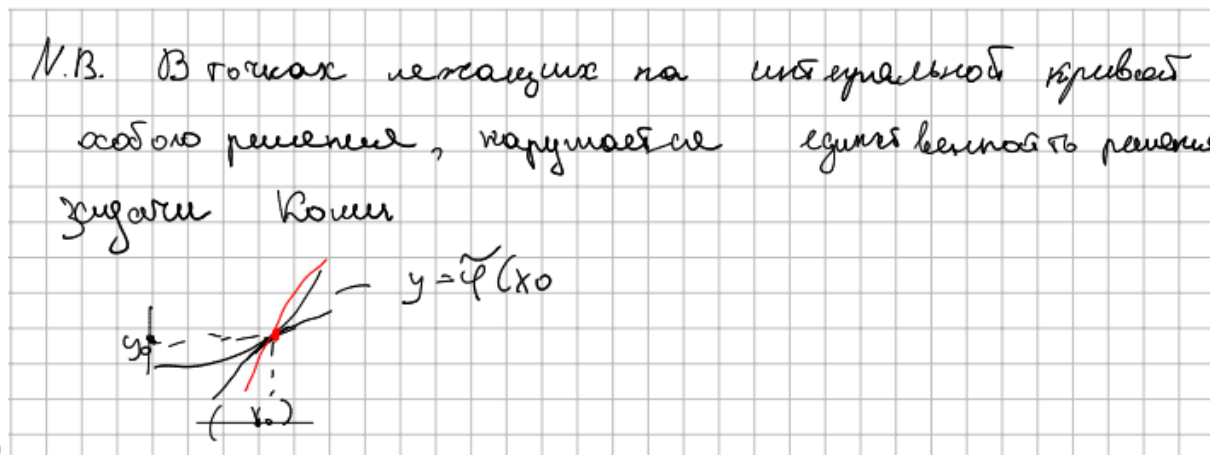 N.B. В точках лежащих на интегральной кривой
особого решения, нарушается единственность решения
задачи Коши
y = φ̃(x0
y0
( x0 )